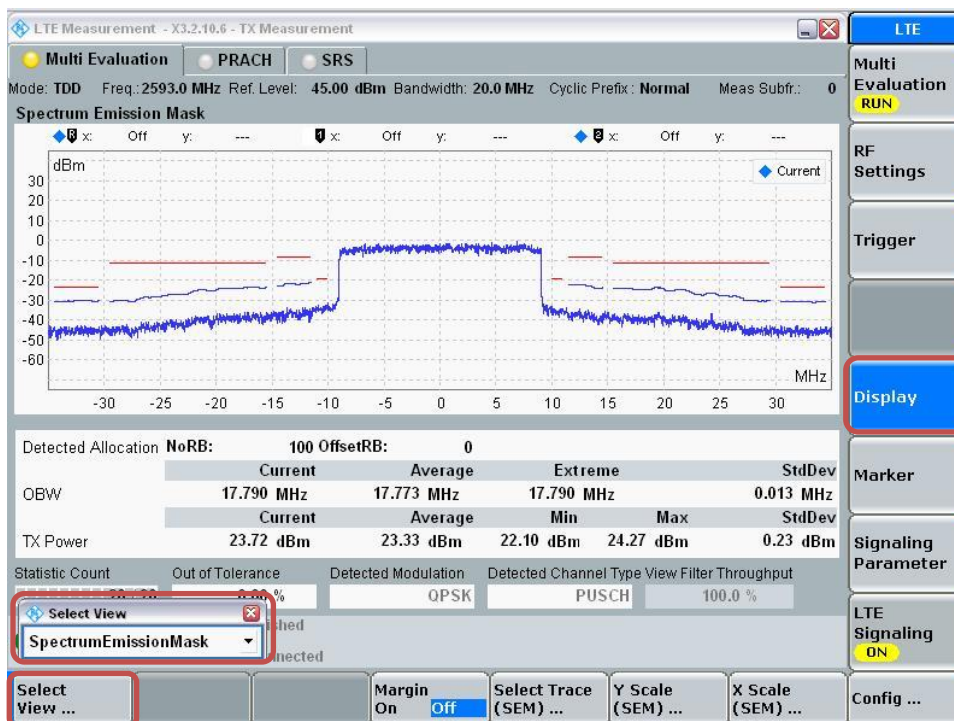 LTE Measurement - X3.2.10.6 - TX Measurement
LTE
Multi Evaluation PRACH SRS
Mode: TDD Freq.: 2593.0 MHz Ref. Level: 45.00 dBm Bandwidth: 20.0 MHz Cyclic Prefix: Normal Meas Subfr.: 0
Spectrum Emission Mask
R x: Off y: --- 1 x: Off y: --- 2 x: Off y: ---
dBm
Current
30
20
10
0
-10
-20
-30
-40
-50
-60
MHz
-30 -25 -20 -15 -10 -5 0 5 10 15 20 25 30
Detected Allocation NoRB: 100 OffsetRB: 0
Current Average Extreme StdDev
OBW 17.790 MHz 17.773 MHz 17.790 MHz 0.013 MHz
Current Average Min Max StdDev
TX Power 23.72 dBm 23.33 dBm 22.10 dBm 24.27 dBm 0.23 dBm
Statistic Count Out of Tolerance Detected Modulation Detected Channel Type View Filter Throughput
% QPSK PUSCH 100.0 %
Select View
SpectrumEmissionMask
Select
View ...
Margin
On Off
Select Trace
(SEM) ...
Y Scale
(SEM) ...
X Scale
(SEM) ...
Multi
Evaluation
RUN
RF
Settings
Trigger
Display
Marker
Signaling
Parameter
LTE
Signaling
ON
Config ...